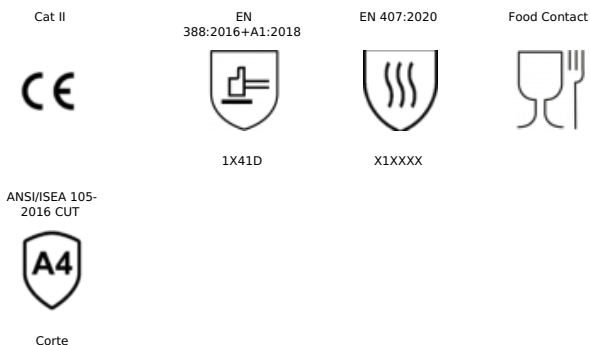 Cat II
EN
388:2016+A1:2018
EN 407:2020
Food Contact
CE
1X41D
X1XXXX
ANSI/ISEA 105-
2016 CUT
A4
Corte